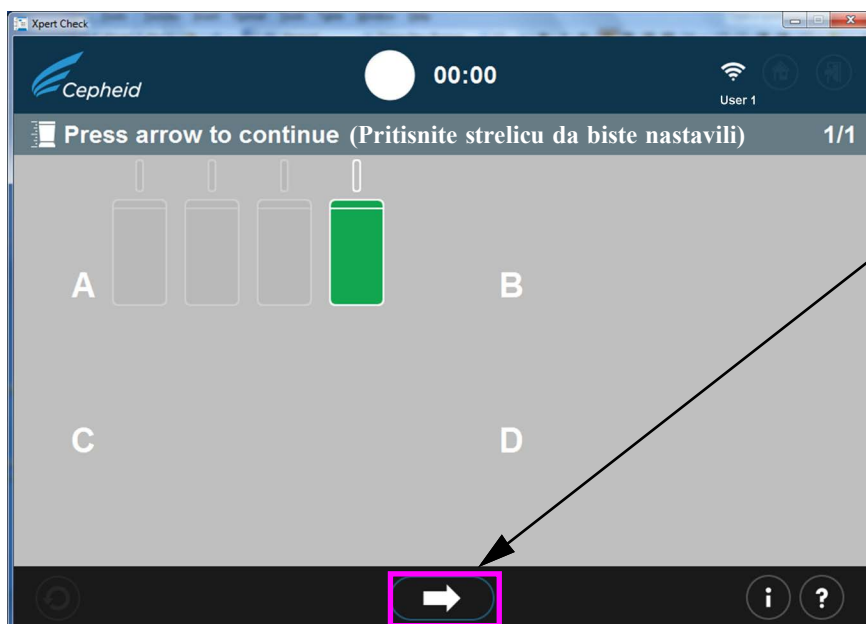 Xpert Check
Cepheid
00:00
User 1
Press arrow to continue (Pritisnite strelicu da biste nastavili) 1/1
A
B
C
D
i ?